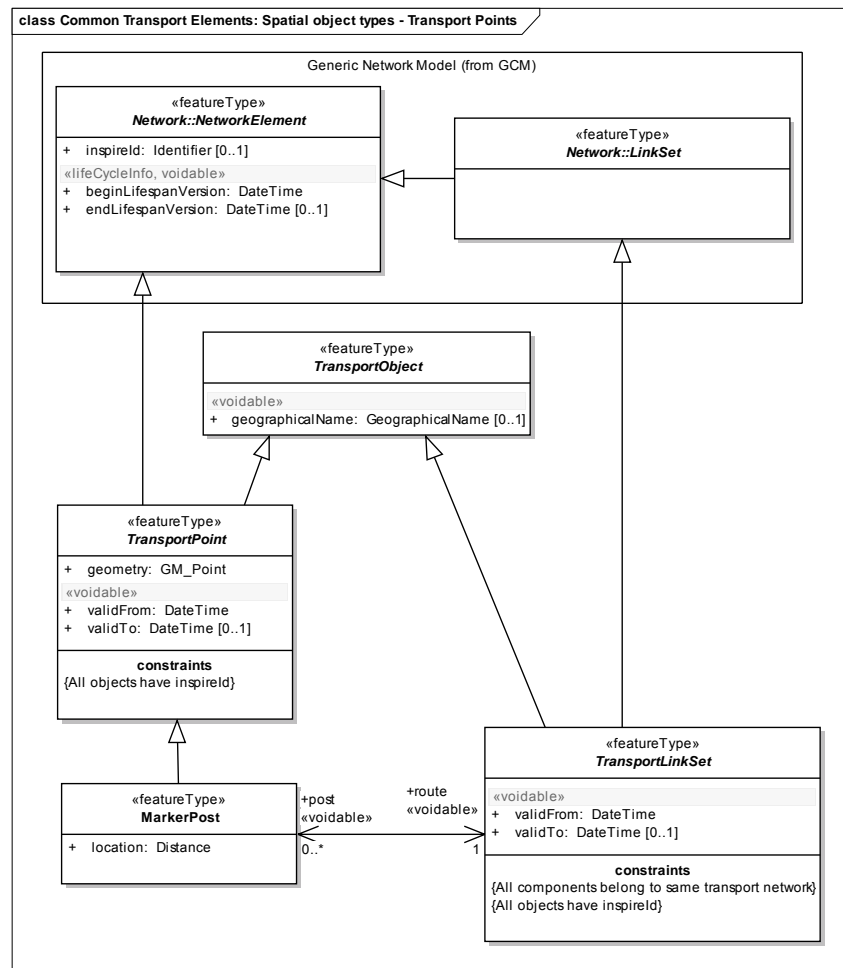 class Common Transport Elements: Spatial object types - Transport Points
Generic Network Model (from GCM)
«featureType»
Network::NetworkElement
+ inspireId: Identifier [0..1]
«lifeCycleInfo, voidable»
+ beginLifespanVersion: DateTime
+ endLifespanVersion: DateTime [0..1]
«featureType»
Network::LinkSet
«featureType»
TransportObject
«voidable»
+ geographicalName: GeographicalName [0..1]
«featureType»
TransportPoint
+ geometry: GM_Point
«voidable»
+ validFrom: DateTime
+ validTo: DateTime [0..1]
constraints
{All objects have inspireId}
«featureType»
MarkerPost
+ location: Distance
+post
«voidable»
0..*
+route
«voidable»
1
«featureType»
TransportLinkSet
«voidable»
+ validFrom: DateTime
+ validTo: DateTime [0..1]
constraints
{All components belong to same transport network}
{All objects have inspireId}